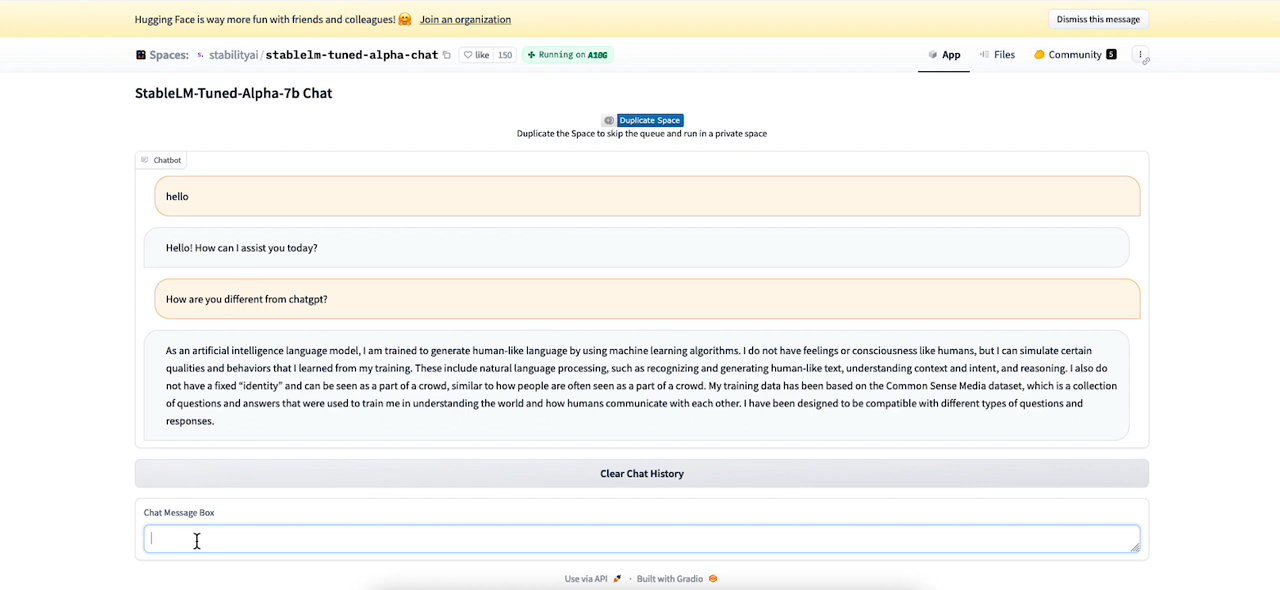 Hugging Face is way more fun with friends and colleagues! 🤗 Join an organization
Dismiss this message
Spaces: stabilityai/stablelm-tuned-alpha-chat like 150 Running on A10G
App Files Community 5
StableLM-Tuned-Alpha-7b Chat
Duplicate Space
Duplicate the Space to skip the queue and run in a private space
Chatbot
hello
Hello! How can I assist you today?
How are you different from chatgpt?
As an artificial intelligence language model, I am trained to generate human-like language by using machine learning algorithms. I do not have feelings or consciousness like humans, but I can simulate certain
qualities and behaviors that I learned from my training. These include natural language processing, such as recognizing and generating human-like text, understanding context and intent, and reasoning. I also do
not have a fixed “identity” and can be seen as a part of a crowd, similar to how people are often seen as a part of a crowd. My training data has been based on the Common Sense Media dataset, which is a collection
of questions and answers that were used to train me in understanding the world and how humans communicate with each other. I have been designed to be compatible with different types of questions and
responses.
Clear Chat History
Chat Message Box
Use via API 🚀 · Built with Gradio